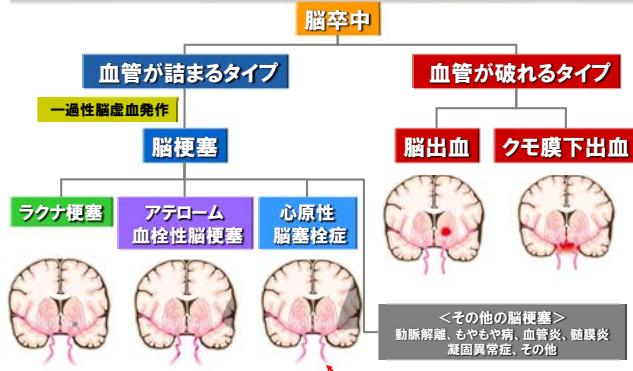 脳卒中
血管が詰まるタイプ
血管が破れるタイプ
一過性脳虚血発作
脳梗塞
脳出血
クモ膜下出血
ラクナ梗塞
アテローム
血栓性脳梗塞
心原性
脳塞栓症
＜その他の脳梗塞＞
動脈解離、もやもや病、血管炎、髄膜炎
凝固異常症、その他